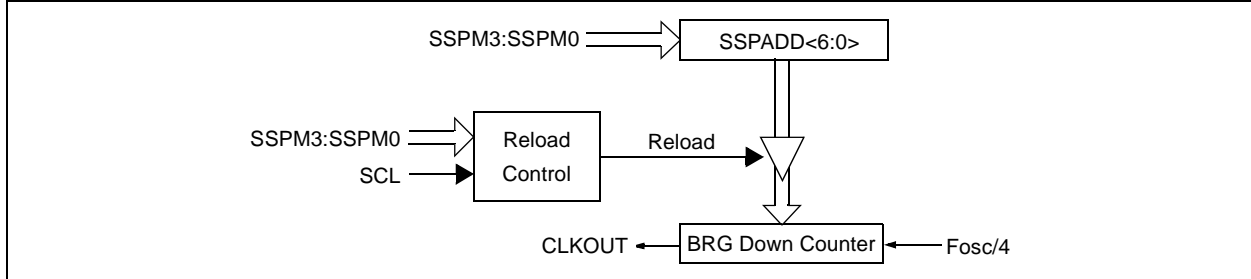 SSPM3:SSPM0
SSPADD<6:0>
SSPM3:SSPM0
SCL
Reload
Control
Reload
CLKOUT
BRG Down Counter
Fosc/4